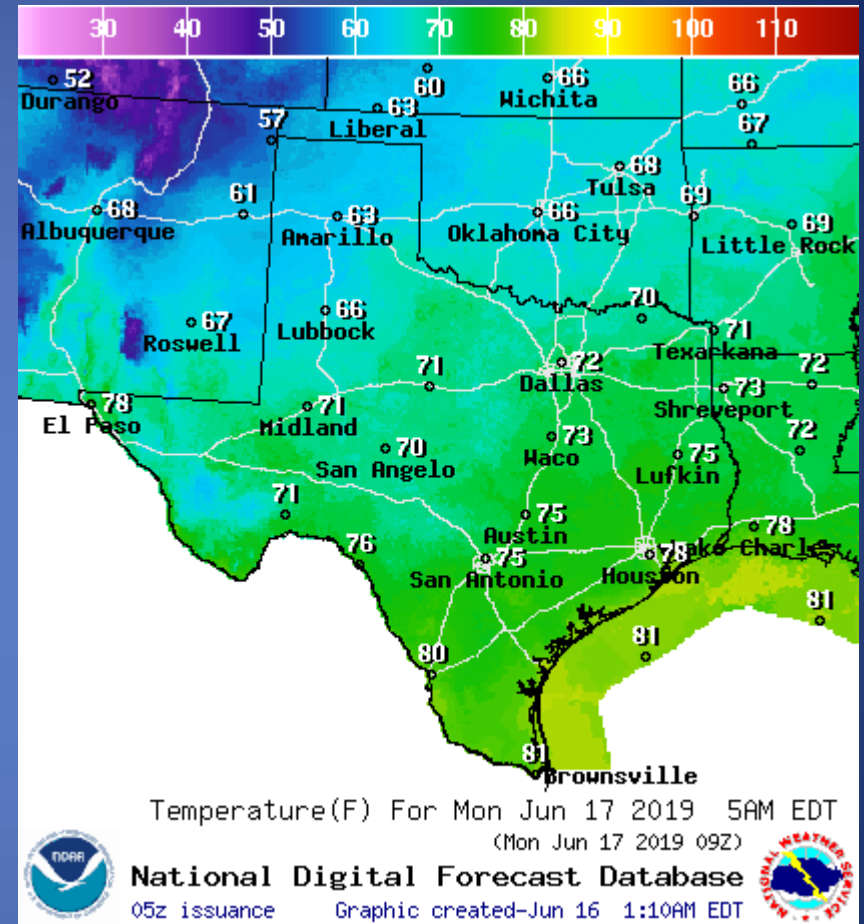 30 40 50 60 70 80 90 100 110
52
Durango
60
66
Wichita
66
63
Liberal
57
67
68
Tulsa
68
Albuquerque
61
63
Amarillo
66
Oklahoma City
69
69
Little Rock
67
Roswell
66
Lubbock
70
71
Texarkana
71
72
Dallas
73
Shreveport
72
78
El Paso
71
Midland
70
San Angelo
73
Waco
75
Lufkin
72
71
76
75
Austin
75
San Antonio
78
Houston
78
Lake Charles
80
81
81
81
Brownsville
Temperature(F) For Mon Jun 17 2019 5AM EDT
(Mon Jun 17 2019 09Z)
NOAA
National Digital Forecast Database
05z issuance Graphic created-Jun 16 1:10AM EDT
NATIONAL WEATHER SERVICE